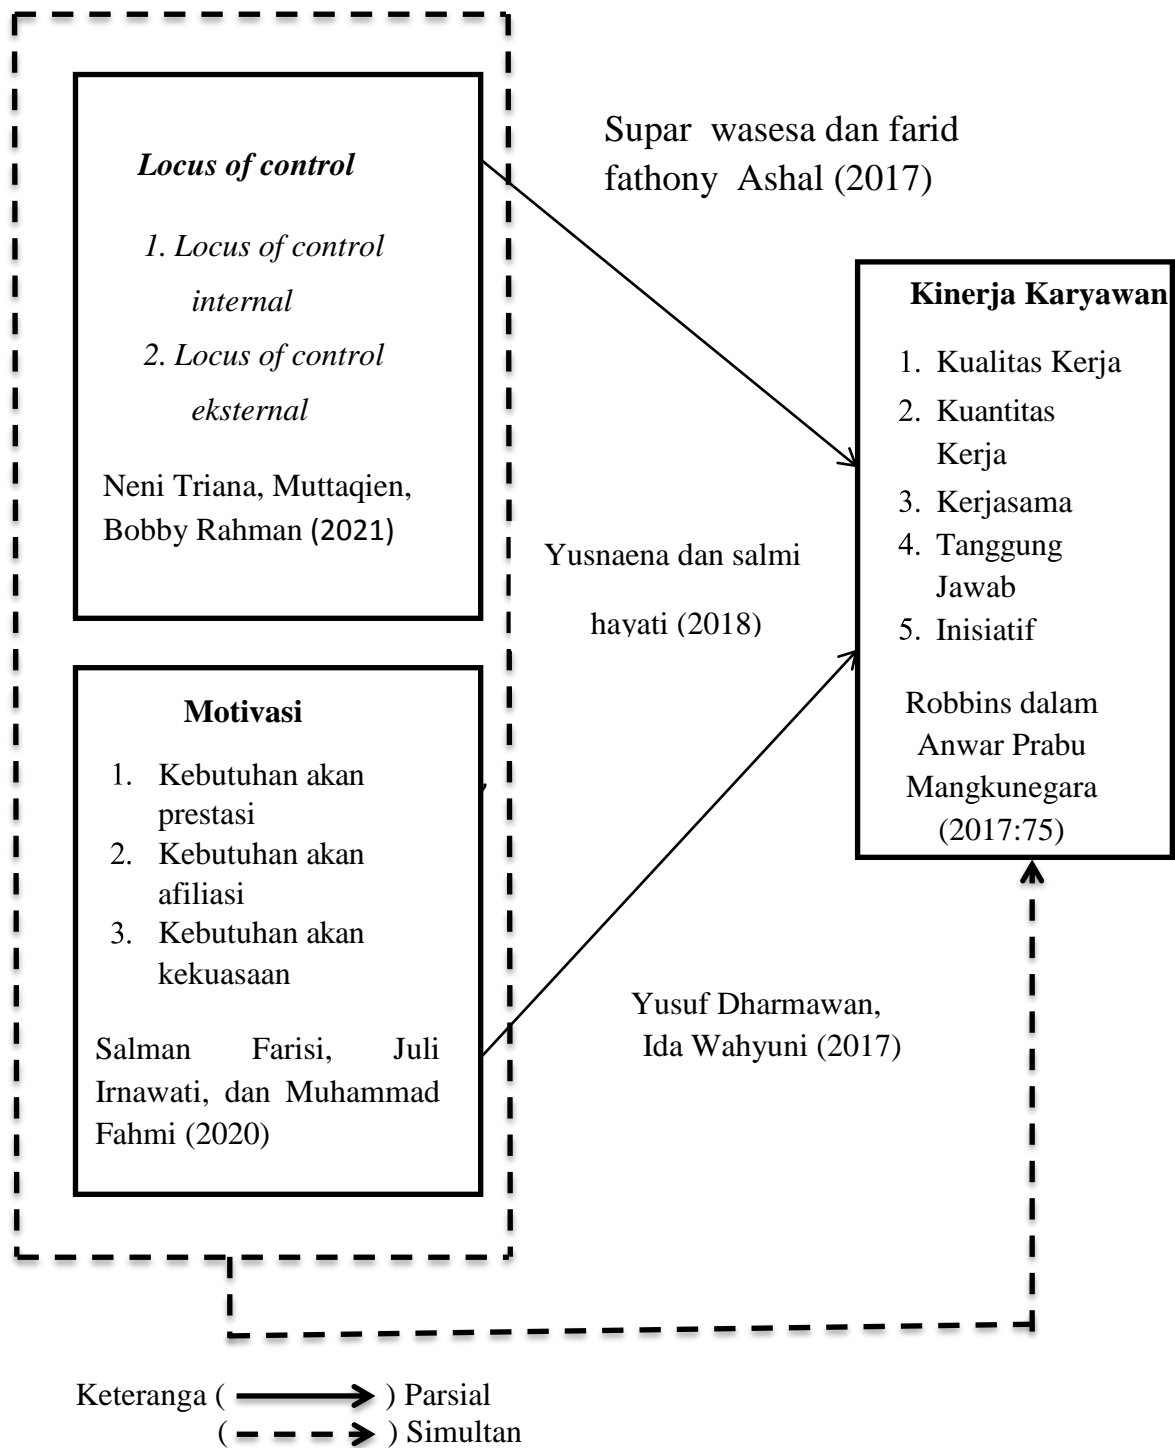 Locus of control
1. Locus of control
internal
2. Locus of control
eksternal
Neni Triana, Muttaqien,
Bobby Rahman (2021)
Supar wasesa dan farid
fathony Ashal (2017)
Yusnaena dan salmi
hayati (2018)
Kinerja Karyawan
1. Kualitas Kerja
2. Kuantitas
Kerja
3. Kerjasama
4. Tanggung
Jawab
5. Inisiatif
Robbins dalam
Anwar Prabu
Mangkunegara
(2017:75)
Motivasi
1. Kebutuhan akan
prestasi
2. Kebutuhan akan
afiliasi
3. Kebutuhan akan
kekuasaan
Salman Farisi, Juli
Irnawati, dan Muhammad
Fahmi (2020)
Yusuf Dharmawan,
Ida Wahyuni (2017)
Keteranga ( ) Parsial
( ) Simultan